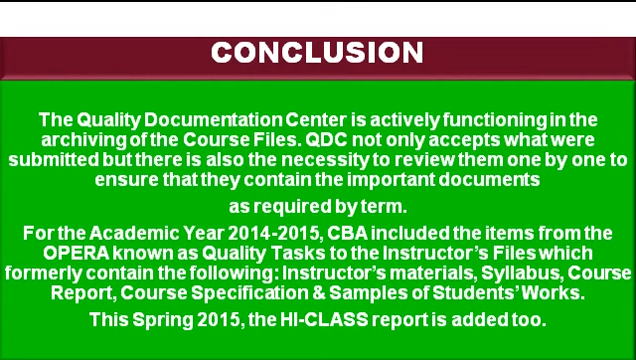 CONCLUSION
The Quality Documentation Center is actively functioning in the
archiving of the Course Files. QDC not only accepts what were
submitted but there is also the necessity to review them one by one to
ensure that they contain the important documents
as required by term.
For the Academic Year 2014-2015, CBA included the items from the
OPERA known as Quality Tasks to the Instructor's Files which
formerly contain the following: Instructor's materials, Syllabus, Course
Report, Course Specification & Samples of Students' Works.
This Spring 2015, the HI-CLASS report is added too.